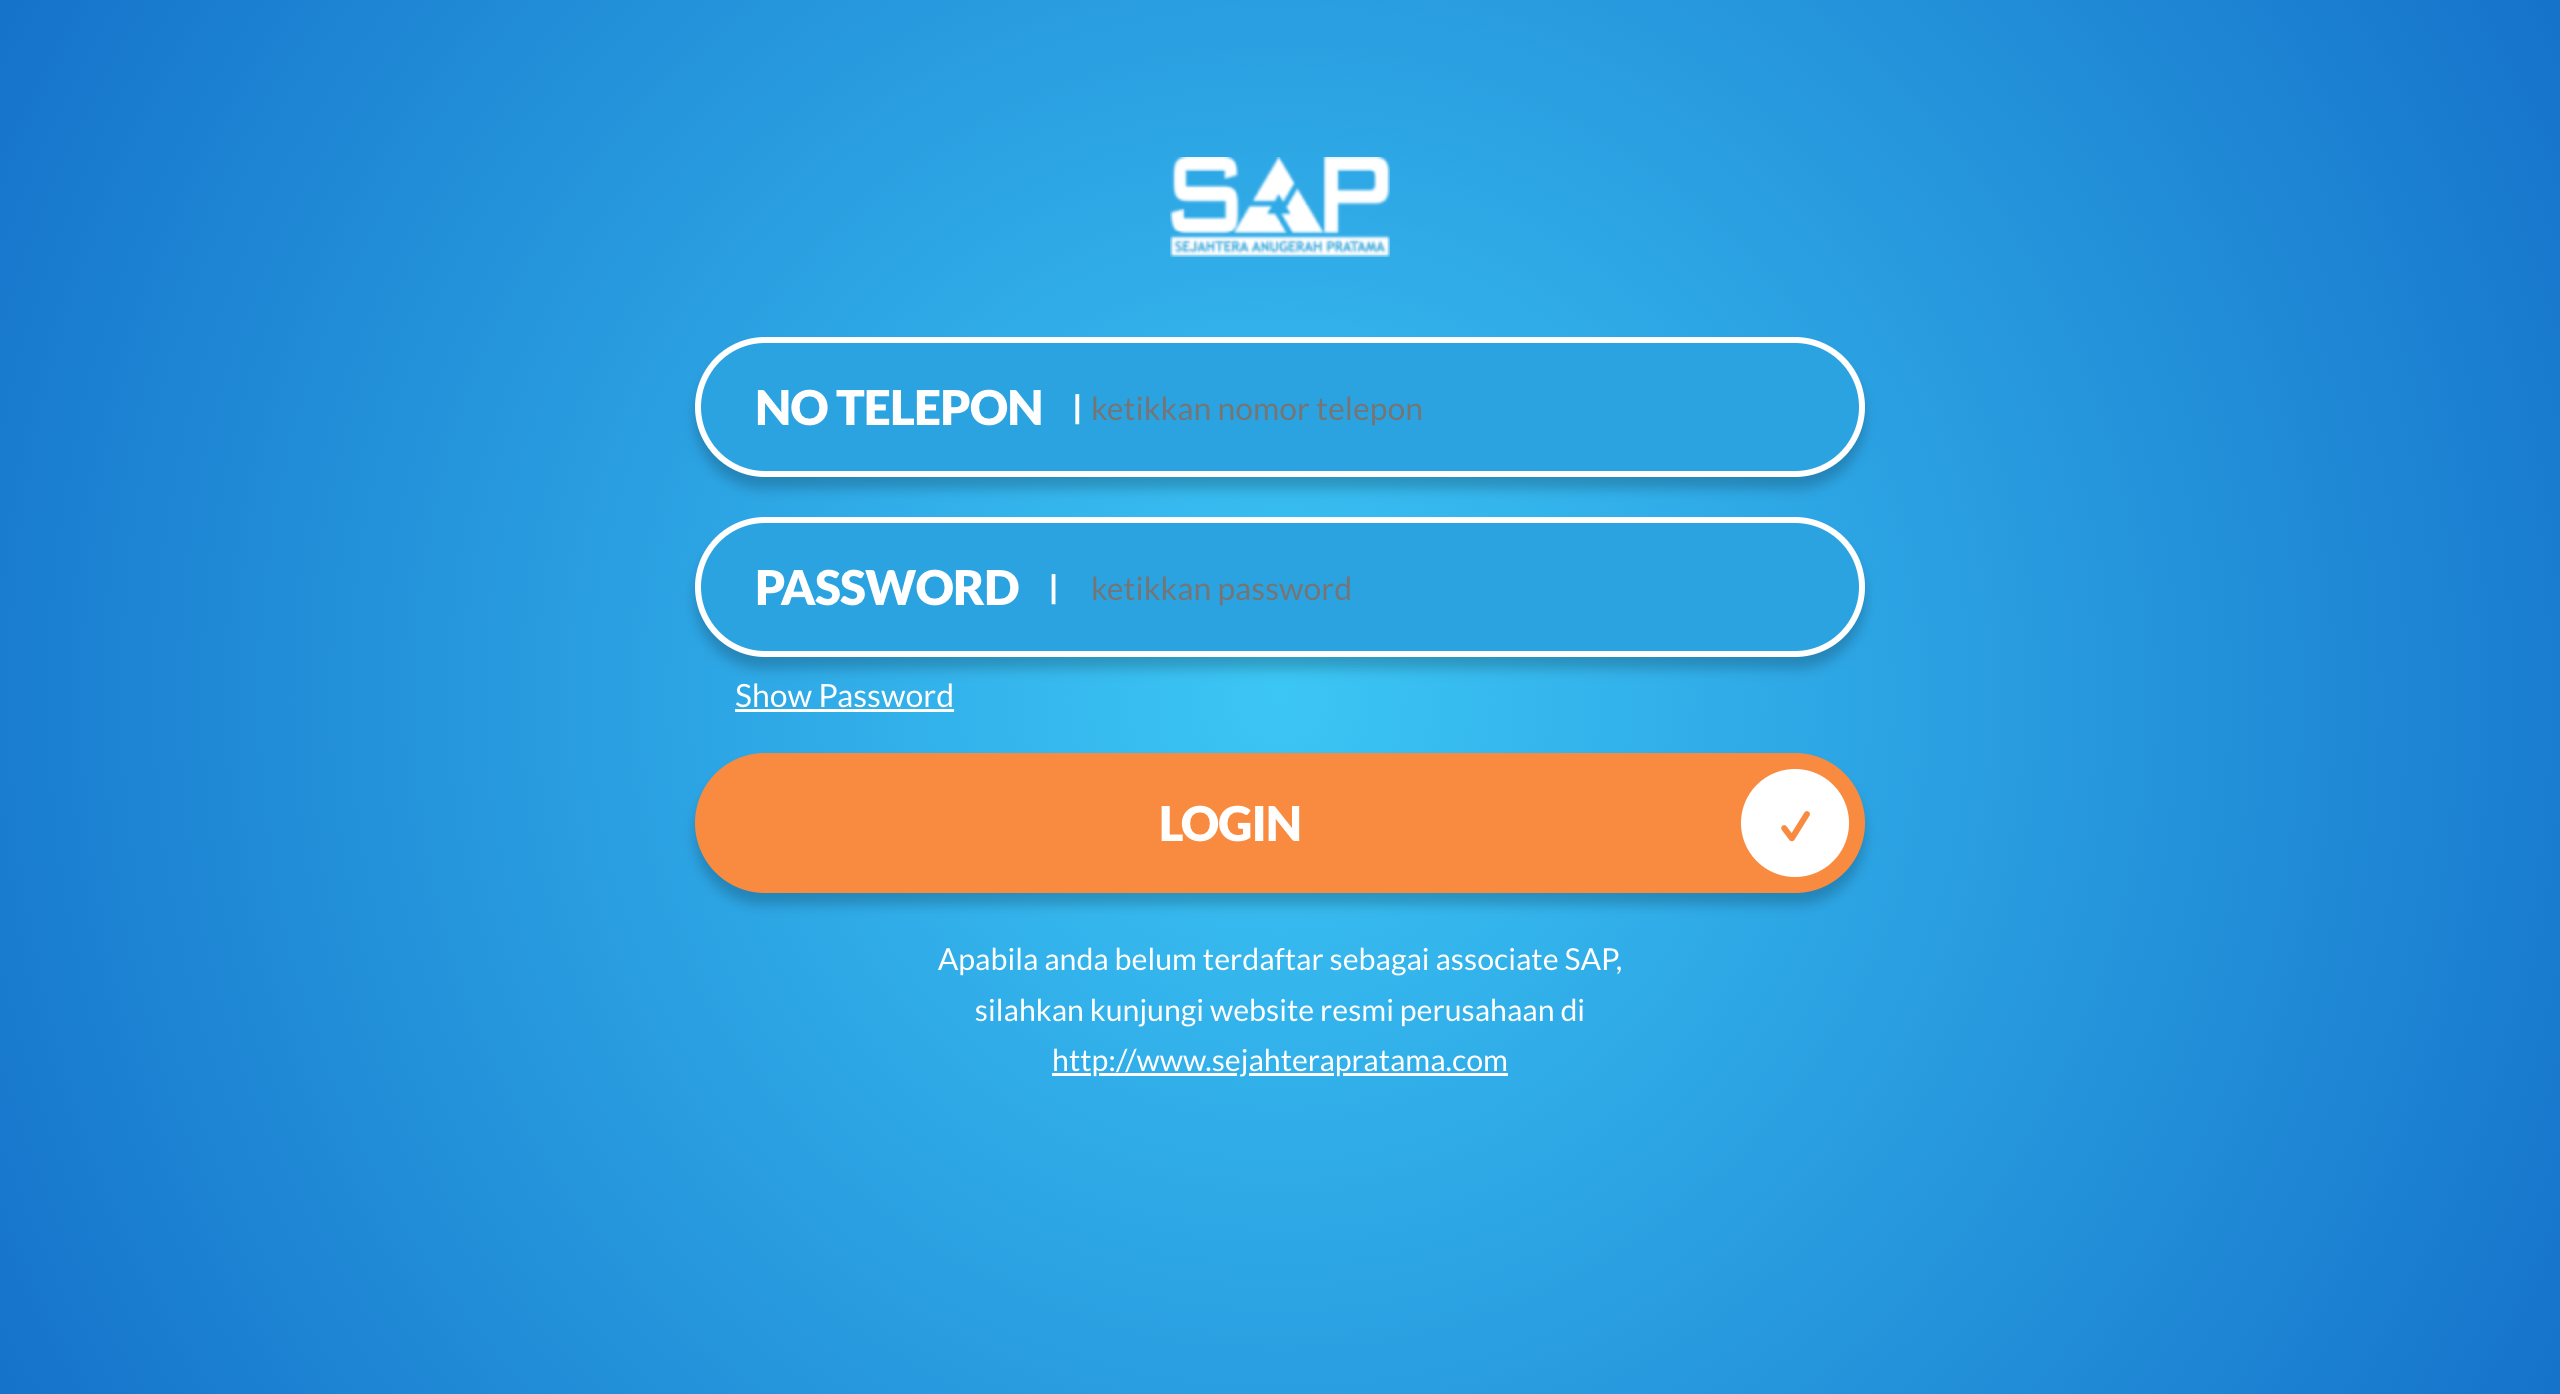 SAP
SEJAHTERA ANUGERAH PRATAMA
NO TELEPON | ketikkan nomor telepon
PASSWORD | ketikkan password
Show Password
LOGIN
Apabila anda belum terdaftar sebagai associate SAP,
silahkan kunjungi website resmi perusahaan di
http://www.sejahterapratama.com